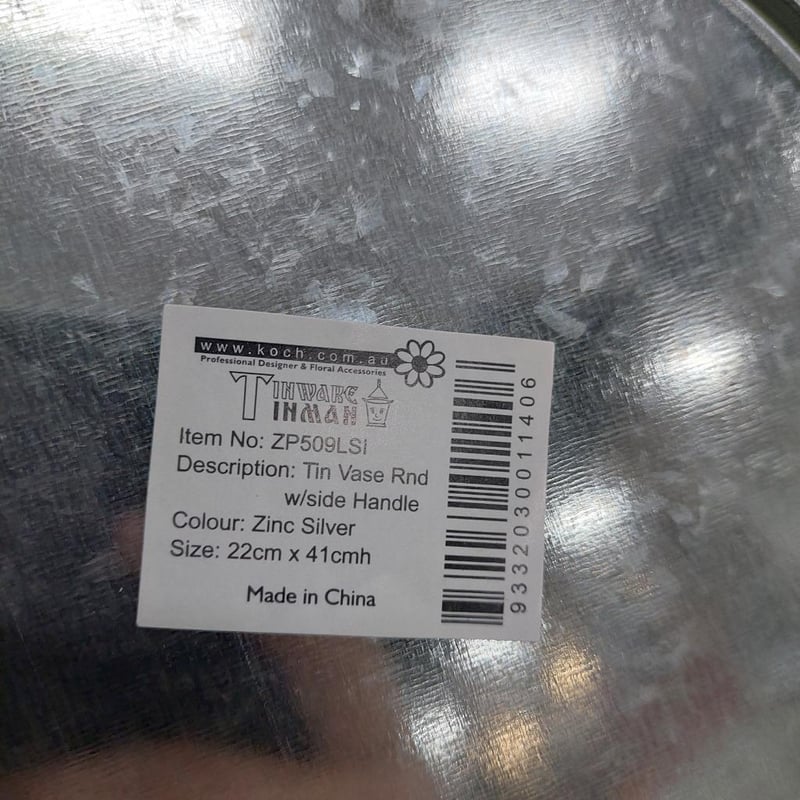 www.koch.com.au
Professional Designer & Floral Accessories
TINWARE
TINMAN
Item No: ZP509LSI
Description: Tin Vase Rnd
w/side Handle
Colour: Zinc Silver
Size: 22cm x 41cmh
Made in China
9332030011406